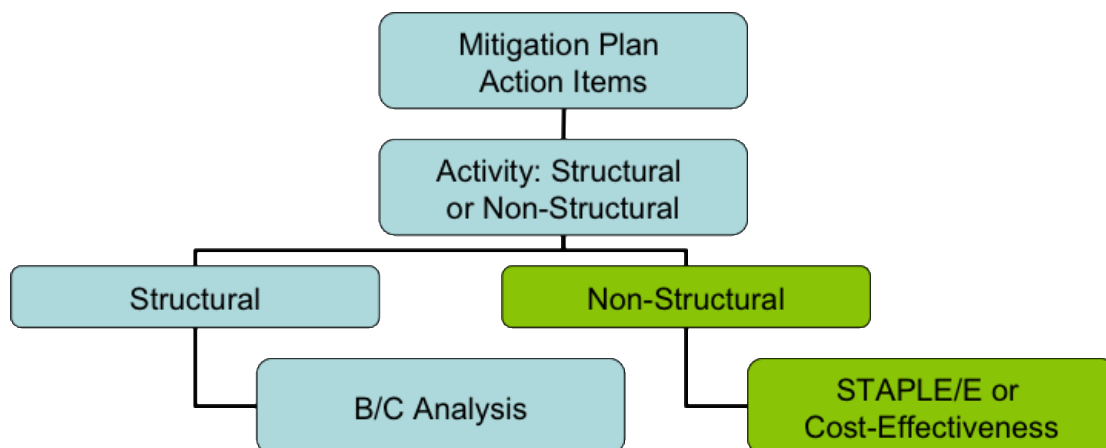 Mitigation Plan
Action Items
Activity: Structural
or Non-Structural
Structural
Non-Structural
B/C Analysis
STAPLE/E or
Cost-Effectiveness